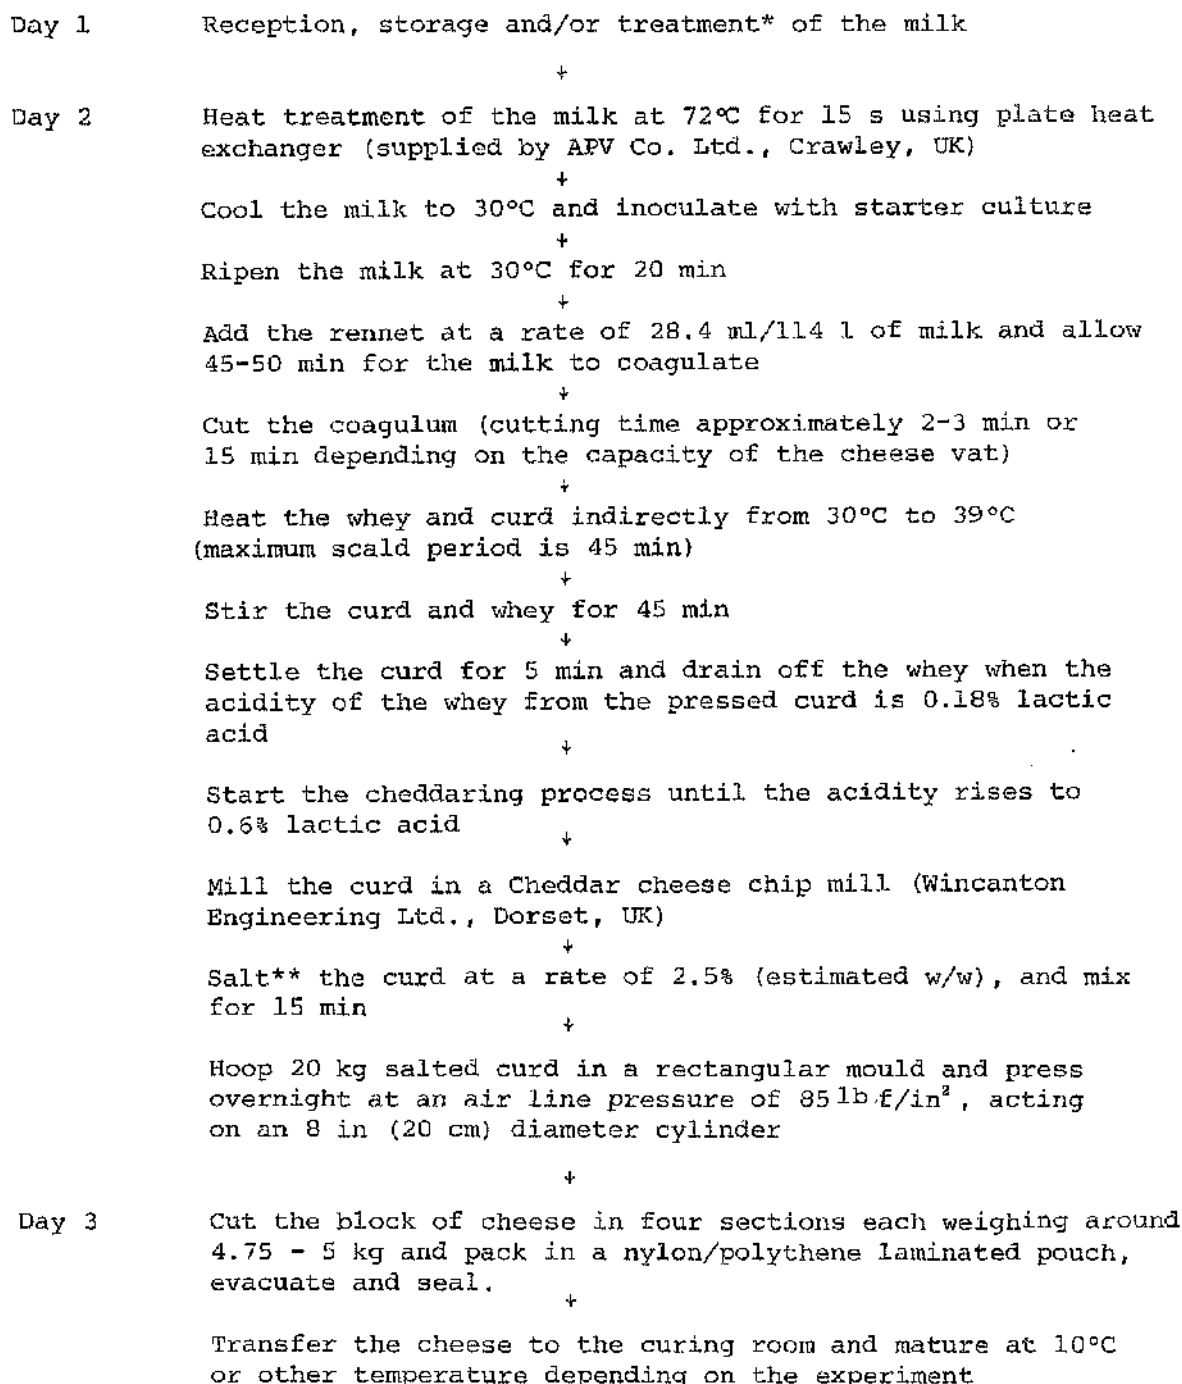 Day 1 Reception, storage and/or treatment* of the milk
↓
Day 2 Heat treatment of the milk at 72°C for 15 s using plate heat
exchanger (supplied by APV Co. Ltd., Crawley, UK)
↓
Cool the milk to 30°C and inoculate with starter culture
↓
Ripen the milk at 30°C for 20 min
↓
Add the rennet at a rate of 28.4 ml/114 l of milk and allow
45-50 min for the milk to coagulate
↓
Cut the coagulum (cutting time approximately 2-3 min or
15 min depending on the capacity of the cheese vat)
↓
Heat the whey and curd indirectly from 30°C to 39°C
(maximum scald period is 45 min)
↓
Stir the curd and whey for 45 min
↓
Settle the curd for 5 min and drain off the whey when the
acidity of the whey from the pressed curd is 0.18% lactic
acid
↓
Start the cheddaring process until the acidity rises to
0.6% lactic acid
↓
Mill the curd in a Cheddar cheese chip mill (Wincanton
Engineering Ltd., Dorset, UK)
↓
Salt** the curd at a rate of 2.5% (estimated w/w), and mix
for 15 min
↓
Hoop 20 kg salted curd in a rectangular mould and press
overnight at an air line pressure of 85 lb.f/in², acting
on an 8 in (20 cm) diameter cylinder
↓
Day 3 Cut the block of cheese in four sections each weighing around
4.75 - 5 kg and pack in a nylon/polythene laminated pouch,
evacuate and seal.
↓
Transfer the cheese to the curing room and mature at 10°C
or other temperature depending on the experiment